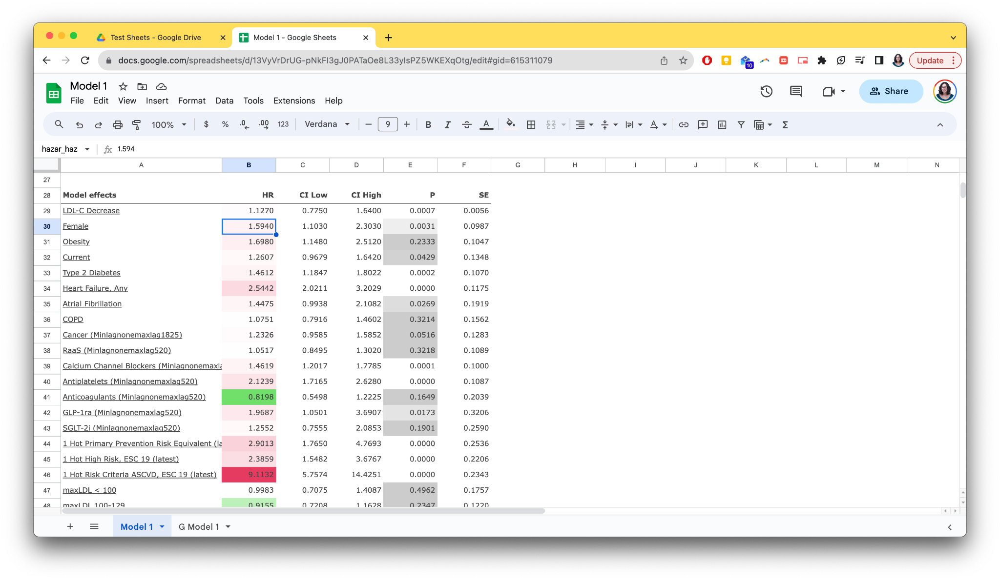 Test Sheets - Google Drive
Model 1 - Google Sheets
docs.google.com/spreadsheets/d/13VyVrDrUG-pNkFI3gJ0PATaOe8L33yIsPZ5WKEXqOtg/edit#gid=615311079
10
Update
Model 1
Share
File Edit View Insert Format Data Tools Extensions Help
100% $ % .0 .00 123 Verdana 9 B I S A A Σ
hazar_haz fx 1.594
A B C D E F G H I J K L M N
27
28 Model effects HR CI Low CI High P SE
29 LDL-C Decrease 1.1270 0.7750 1.6400 0.0007 0.0056
30 Female 1.5940 1.1030 2.3030 0.0031 0.0987
31 Obesity 1.6980 1.1480 2.5120 0.2333 0.1047
32 Current 1.2607 0.9679 1.6420 0.0429 0.1348
33 Type 2 Diabetes 1.4612 1.1847 1.8022 0.0002 0.1070
34 Heart Failure, Any 2.5442 2.0211 3.2029 0.0000 0.1175
35 Atrial Fibrillation 1.4475 0.9938 2.1082 0.0269 0.1919
36 COPD 1.0751 0.7916 1.4602 0.3214 0.1562
37 Cancer (Minlagnonemaxlag1825) 1.2326 0.9585 1.5852 0.0516 0.1283
38 RaaS (Minlagnonemaxlag520) 1.0517 0.8495 1.3020 0.3218 0.1089
39 Calcium Channel Blockers (Minlagnonemaxla 1.4619 1.2017 1.7785 0.0001 0.1000
40 Antiplatelets (Minlagnonemaxlag520) 2.1239 1.7165 2.6280 0.0000 0.1087
41 Anticoagulants (Minlagnonemaxlag520) 0.8198 0.5498 1.2225 0.1649 0.2039
42 GLP-1ra (Minlagnonemaxlag520) 1.9687 1.0501 3.6907 0.0173 0.3206
43 SGLT-2i (Minlagnonemaxlag520) 1.2552 0.7555 2.0853 0.1901 0.2590
44 1 Hot Primary Prevention Risk Equivalent (la 2.9013 1.7650 4.7693 0.0000 0.2536
45 1 Hot High Risk, ESC 19 (latest) 2.3859 1.5482 3.6767 0.0000 0.2206
46 1 Hot Risk Criteria ASCVD, ESC 19 (latest) 9.1132 5.7574 14.4251 0.0000 0.2343
47 maxLDL < 100 0.9983 0.7075 1.4087 0.4962 0.1757
48 maxLDL 100-129 0.9155 0.7208 1.1628 0.2347 0.1220
Model 1 G Model 1